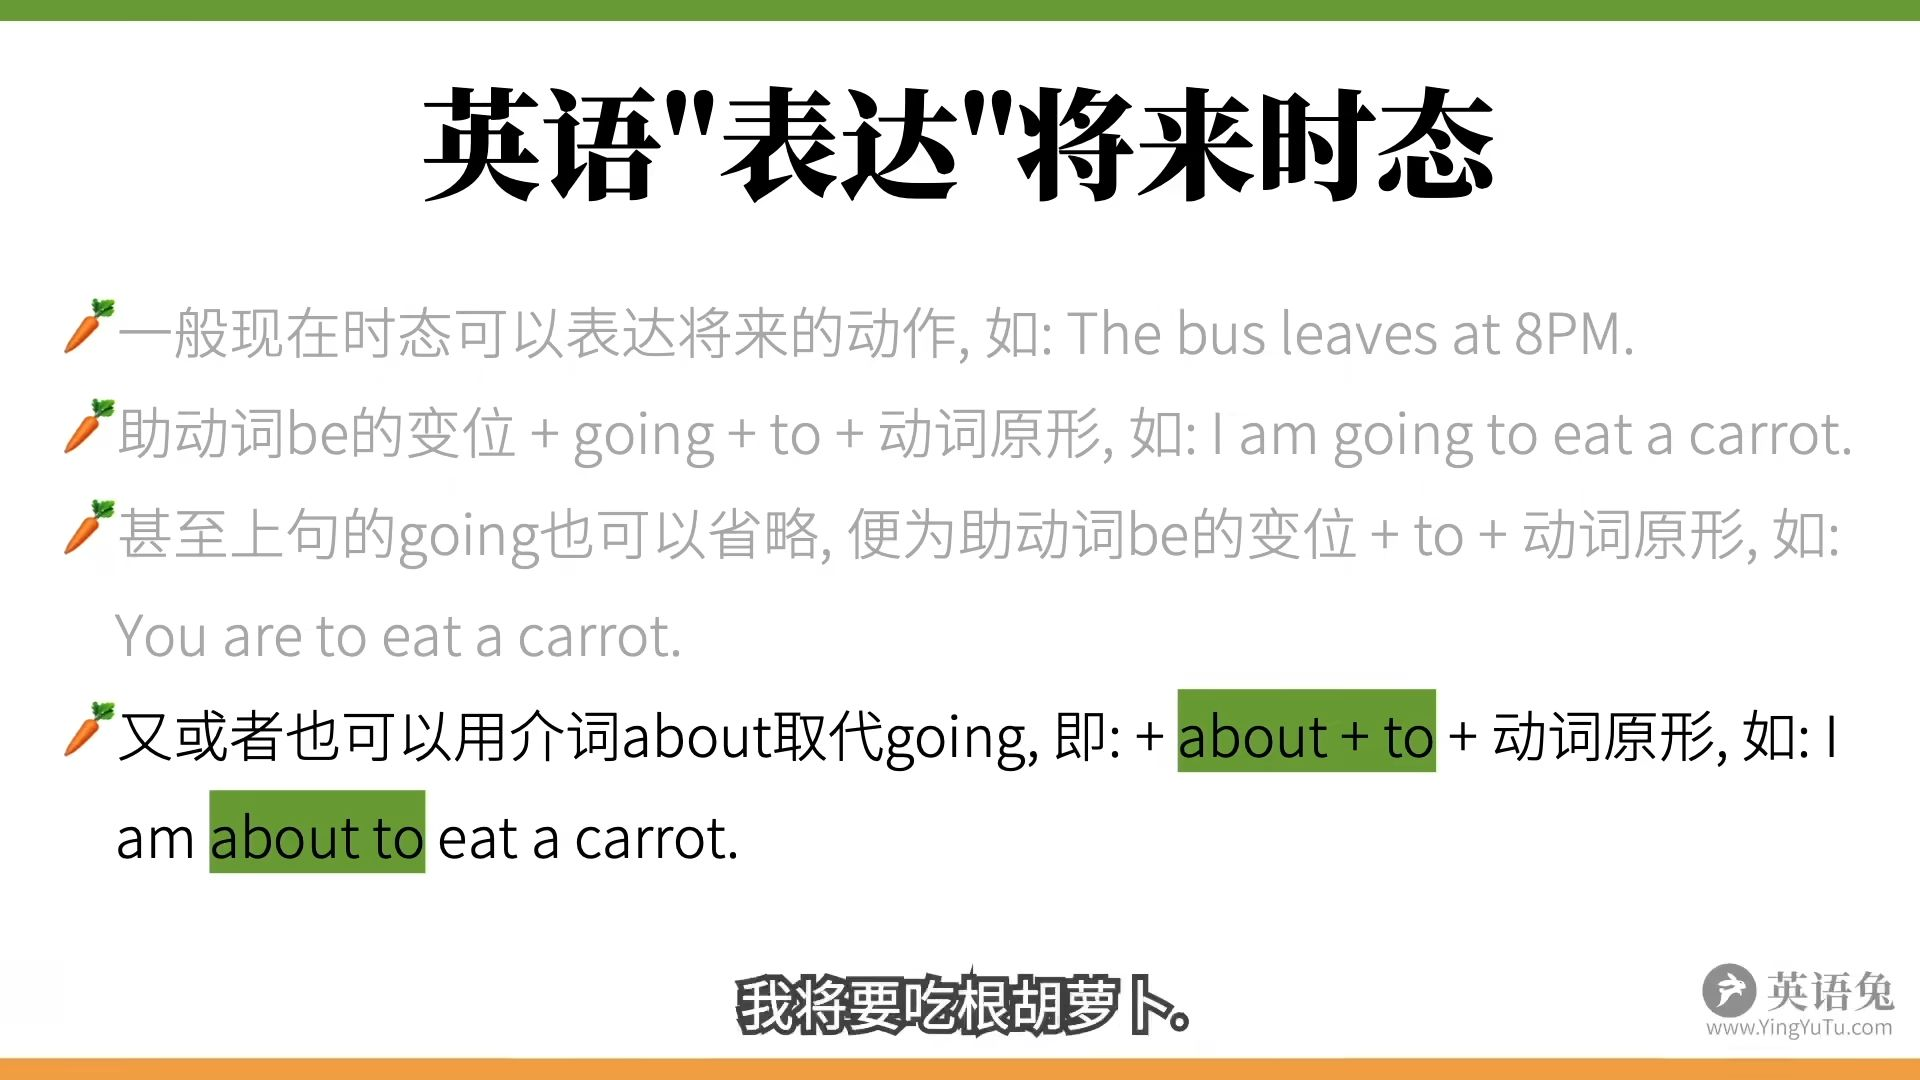 英语"表达"将来时态
一般现在时态可以表达将来的动作, 如: The bus leaves at 8PM.
助动词be的变位 + going + to + 动词原形, 如: I am going to eat a carrot.
甚至上句的going也可以省略, 便为助动词be的变位 + to + 动词原形, 如:
You are to eat a carrot.
又或者也可以用介词about取代going, 即: + about + to + 动词原形, 如: I
am about to eat a carrot.
我将要吃根胡萝卜。
英语兔
www.YingYuTu.com